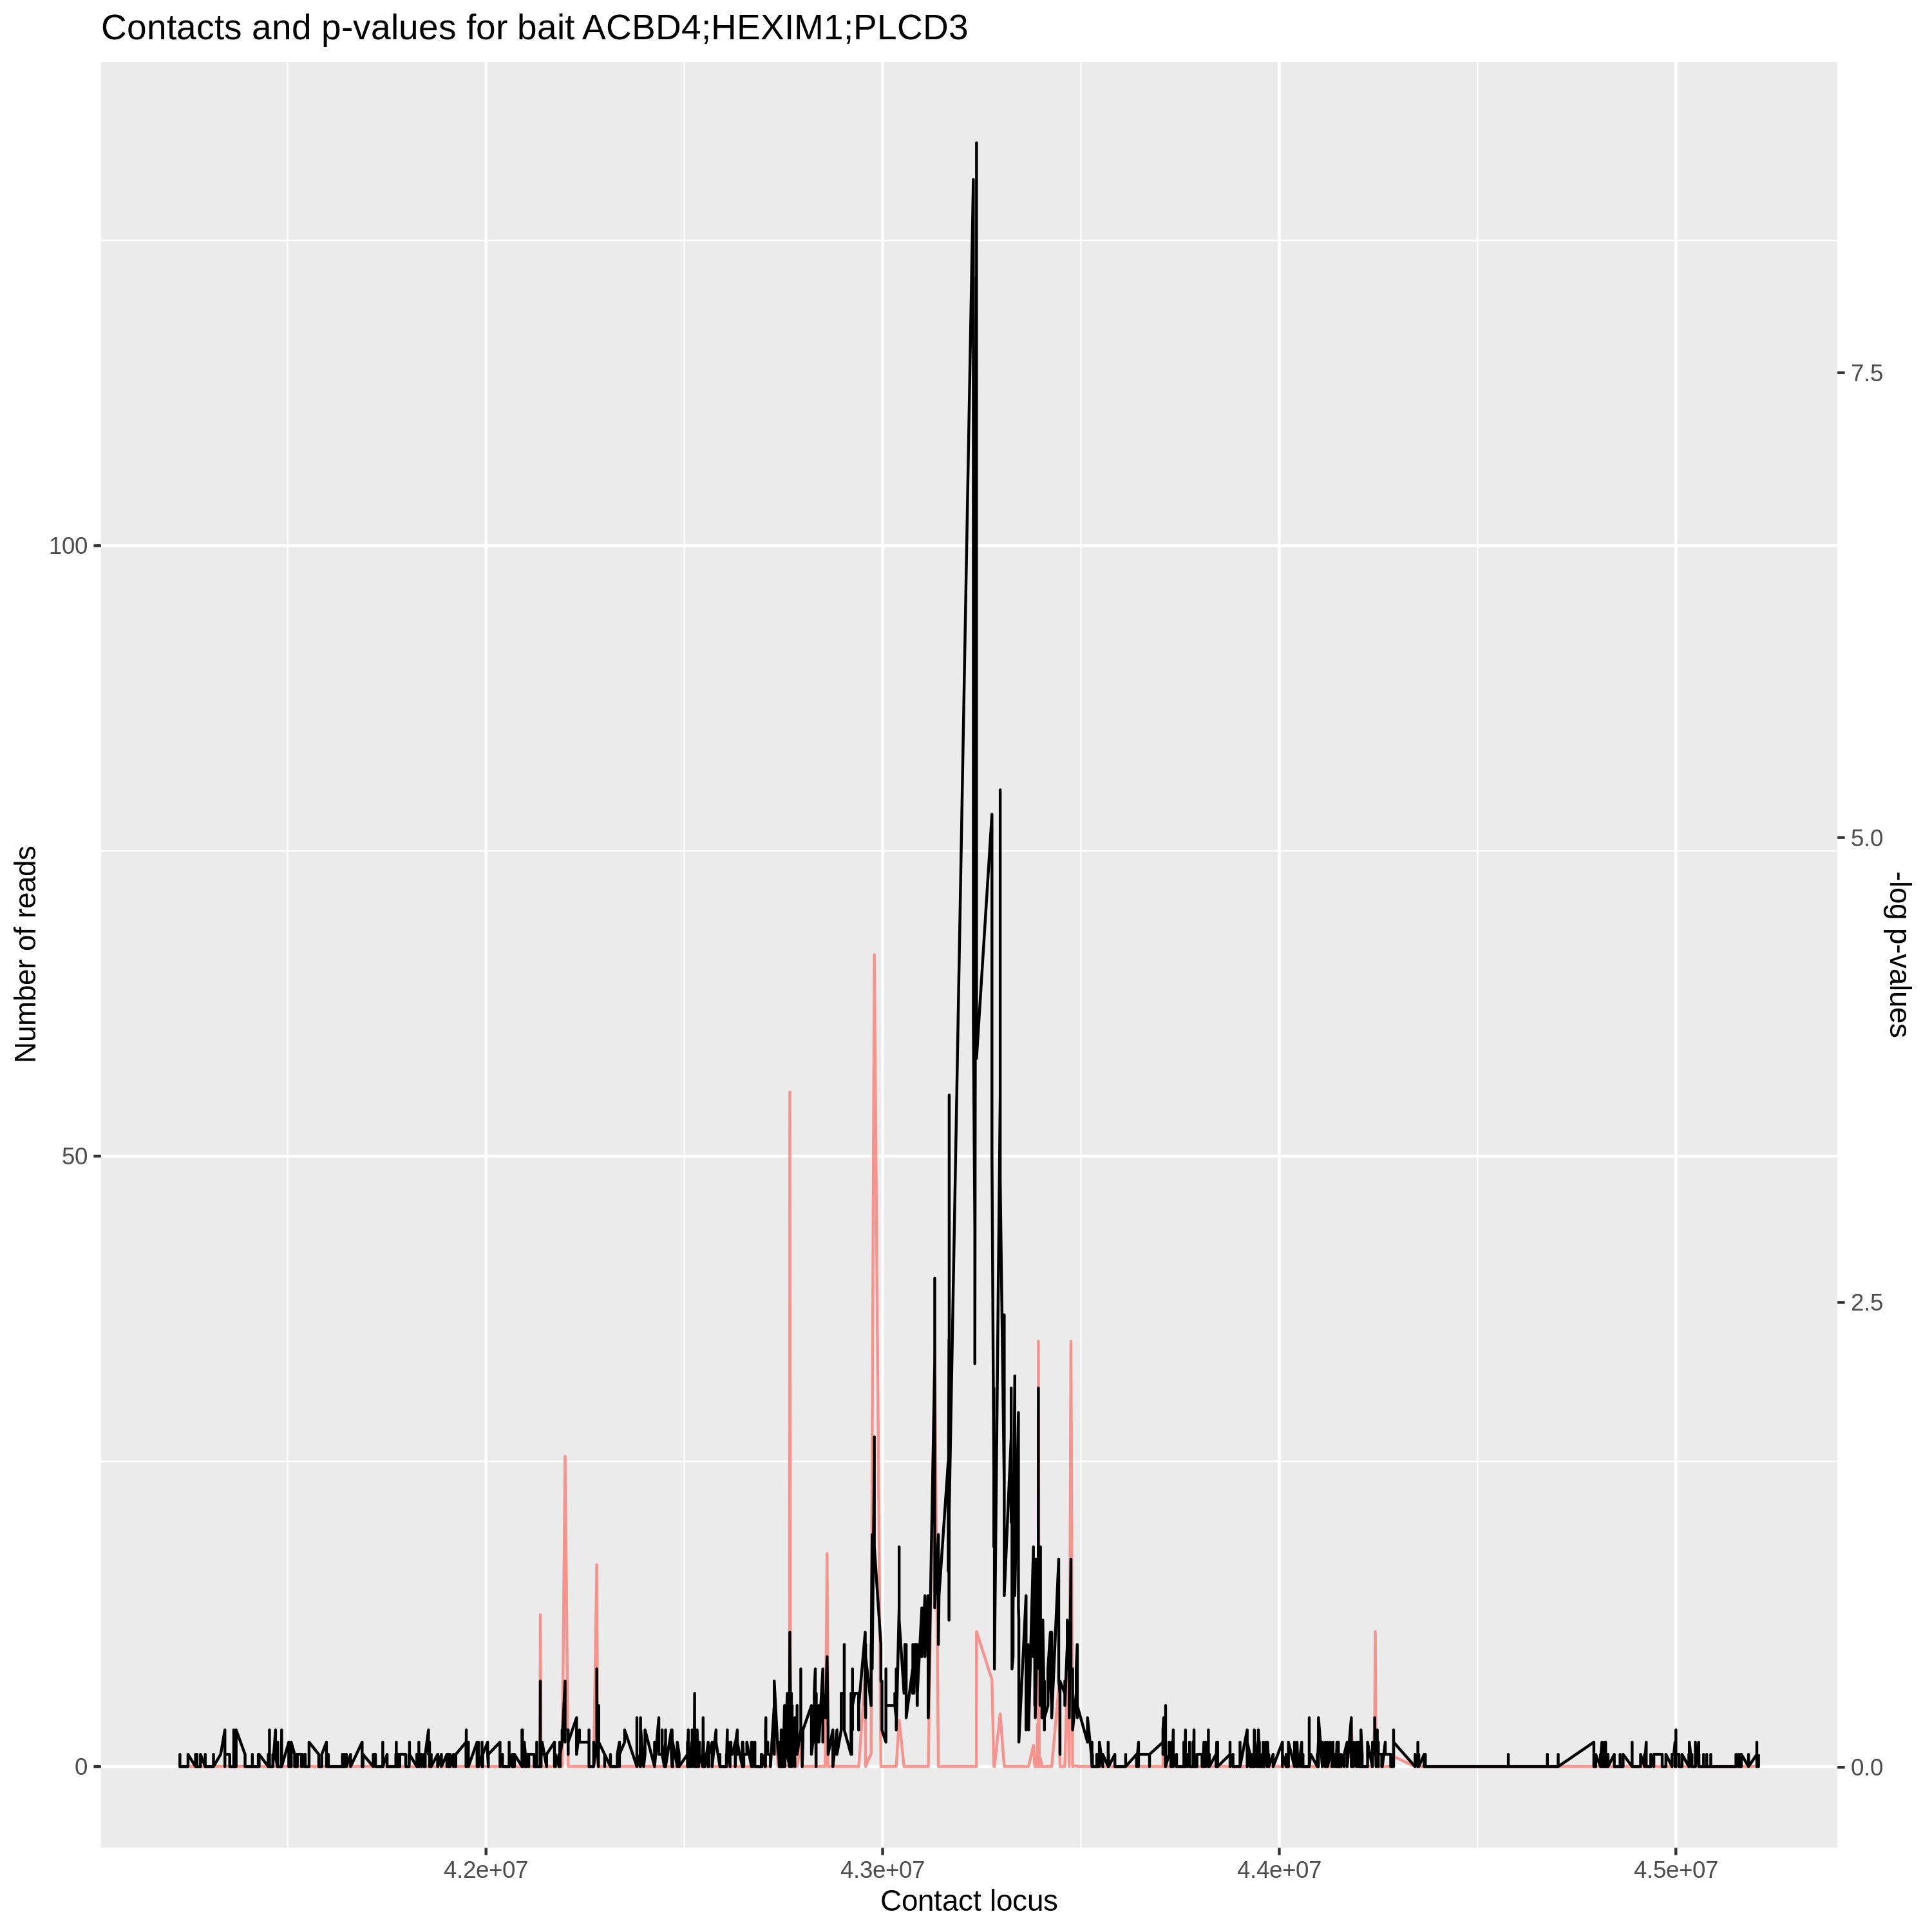 Contacts and p-values for bait ACBD4;HEXIM1;PLCD3
7.5
100
5.0
Number of reads
-log p-values
50
2.5
0
0.0
4.2e+07
4.3e+07
4.4e+07
4.5e+07
Contact locus